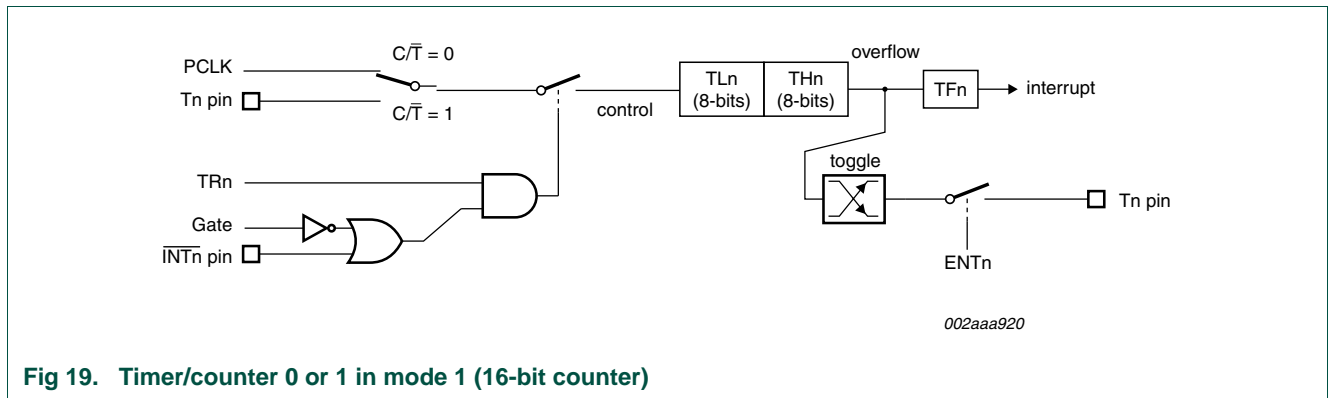 PCLK
C/T̅ = 0
Tn pin
C/T̅ = 1
control
TLn
(8-bits)
THn
(8-bits)
overflow
TFn
interrupt
toggle
Tn pin
ENTn
TRn
Gate
I̅N̅T̅n̅ pin
002aaa920
Fig 19. Timer/counter 0 or 1 in mode 1 (16-bit counter)